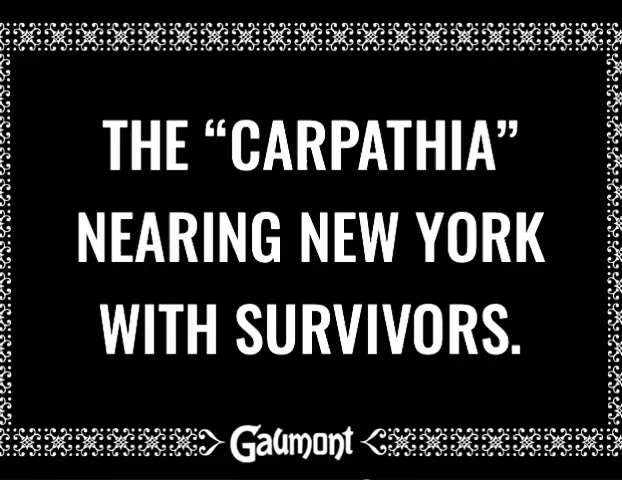 THE “CARPATHIA”
NEARING NEW YORK
WITH SURVIVORS.
Gaumont